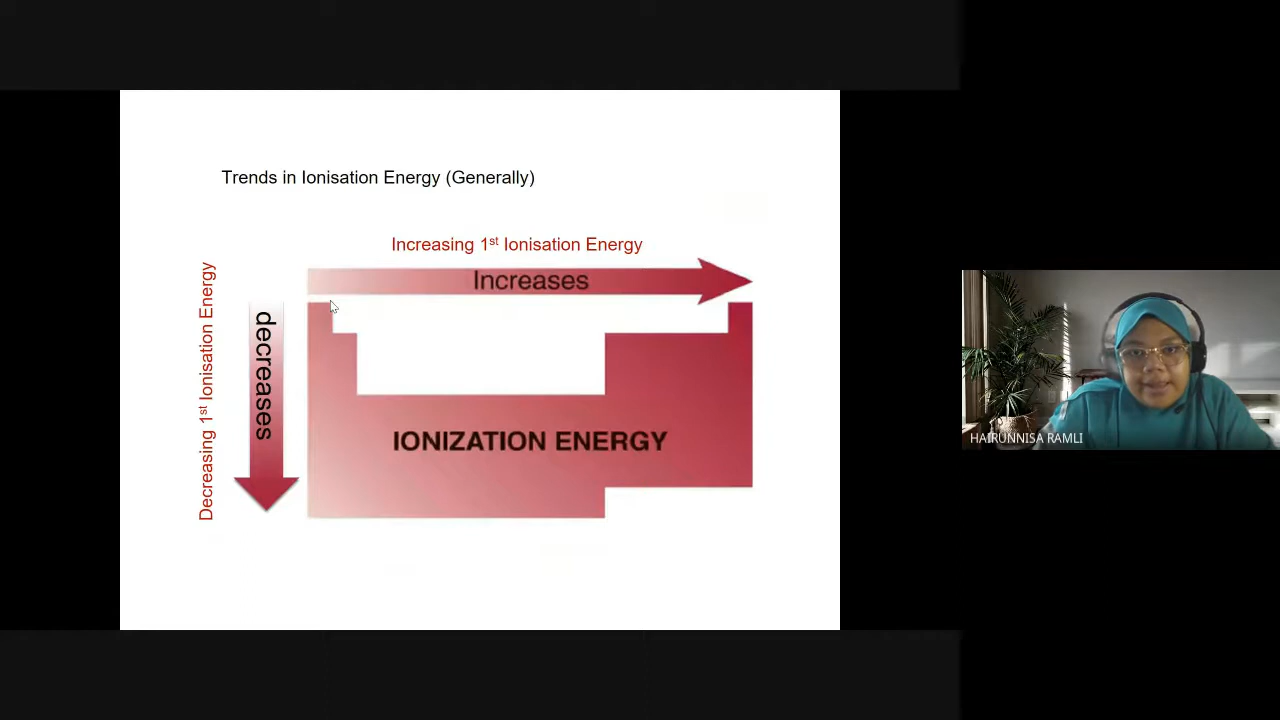 Trends in Ionisation Energy (Generally)
Increasing 1st Ionisation Energy
Increases
Decreasing 1st Ionisation Energy
decreases
IONIZATION ENERGY
HAIRUNNISA RAMLI